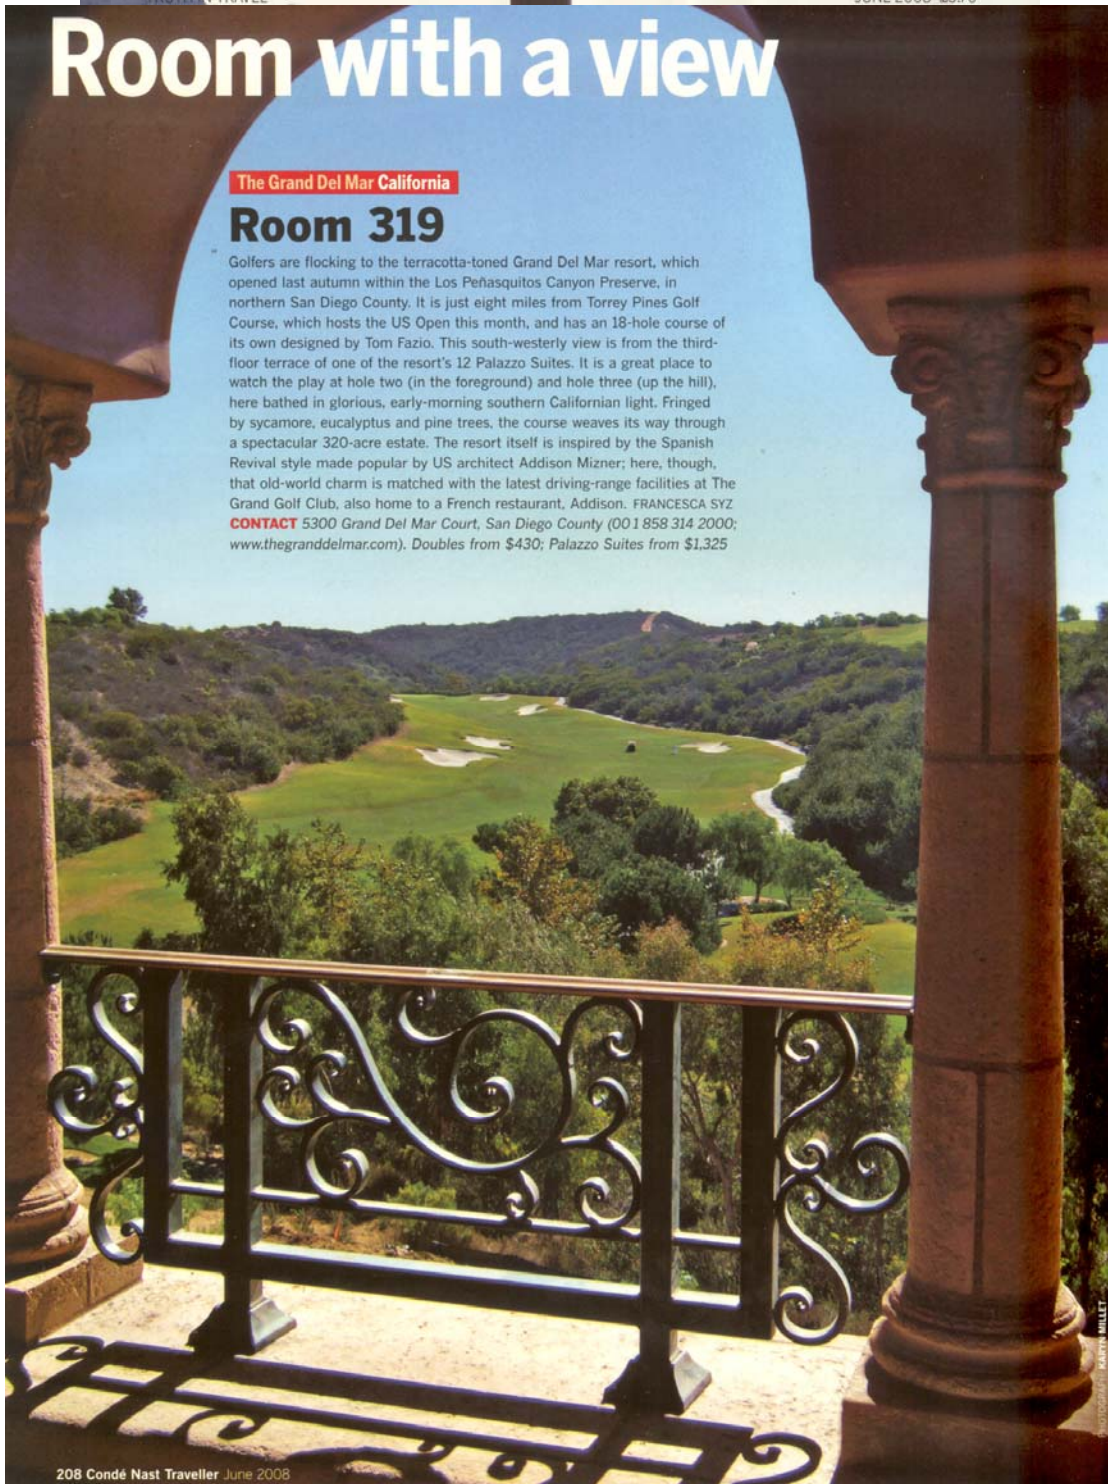 Room with a view
The Grand Del Mar California
Room 319
Golfers are flocking to the terracotta-toned Grand Del Mar resort, which
opened last autumn within the Los Peñasquitos Canyon Preserve, in
northern San Diego County. It is just eight miles from Torrey Pines Golf
Course, which hosts the US Open this month, and has an 18-hole course of
its own designed by Tom Fazio. This south-westerly view is from the third-
floor terrace of one of the resort's 12 Palazzo Suites. It is a great place to
watch the play at hole two (in the foreground) and hole three (up the hill),
here bathed in glorious, early-morning southern Californian light. Fringed
by sycamore, eucalyptus and pine trees, the course weaves its way through
a spectacular 320-acre estate. The resort itself is inspired by the Spanish
Revival style made popular by US architect Addison Mizner; here, though,
that old-world charm is matched with the latest driving-range facilities at The
Grand Golf Club, also home to a French restaurant, Addison. FRANCESCA SYZ
CONTACT 5300 Grand Del Mar Court, San Diego County (001 858 314 2000;
www.thegranddelmar.com). Doubles from $430; Palazzo Suites from $1,325
KARYN MILLET
208 Condé Nast Traveller June 2008